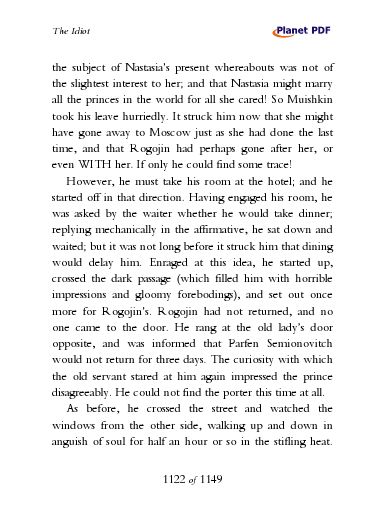 The Idiot
Planet PDF
the subject of Nastasia's present whereabouts was not of
the slightest interest to her; and that Nastasia might marry
all the princes in the world for all she cared! So Muishkin
took his leave hurriedly. It struck him now that she might
have gone away to Moscow just as she had done the last
time, and that Rogojin had perhaps gone after her, or
even WITH her. If only he could find some trace!
However, he must take his room at the hotel; and he
started off in that direction. Having engaged his room, he
was asked by the waiter whether he would take dinner;
replying mechanically in the affirmative, he sat down and
waited; but it was not long before it struck him that dining
would delay him. Enraged at this idea, he started up,
crossed the dark passage (which filled him with horrible
impressions and gloomy forebodings), and set out once
more for Rogojin's. Rogojin had not returned, and no
one came to the door. He rang at the old lady's door
opposite, and was informed that Parfen Semionovitch
would not return for three days. The curiosity with which
the old servant stared at him again impressed the prince
disagreeably. He could not find the porter this time at all.
As before, he crossed the street and watched the
windows from the other side, walking up and down in
anguish of soul for half an hour or so in the stifling heat.
1122 of 1149